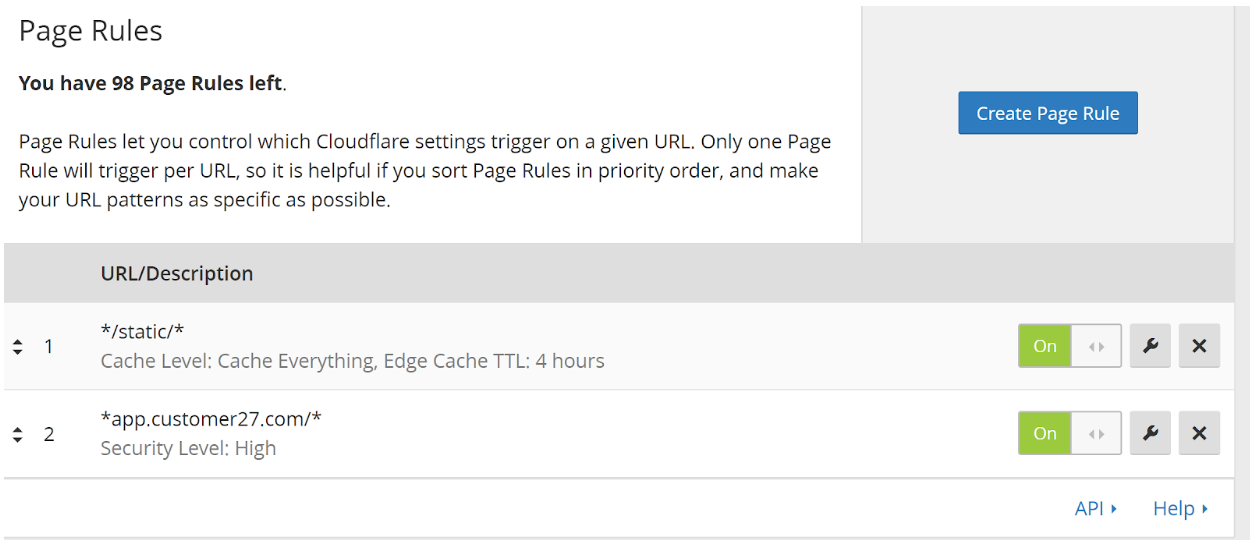 Page Rules
You have 98 Page Rules left.
Page Rules let you control which Cloudflare settings trigger on a given URL. Only one Page
Rule will trigger per URL, so it is helpful if you sort Page Rules in priority order, and make
your URL patterns as specific as possible.
Create Page Rule
URL/Description
1
*/static/*
Cache Level: Cache Everything, Edge Cache TTL: 4 hours
On
2
*app.customer27.com/*
Security Level: High
On
API
Help